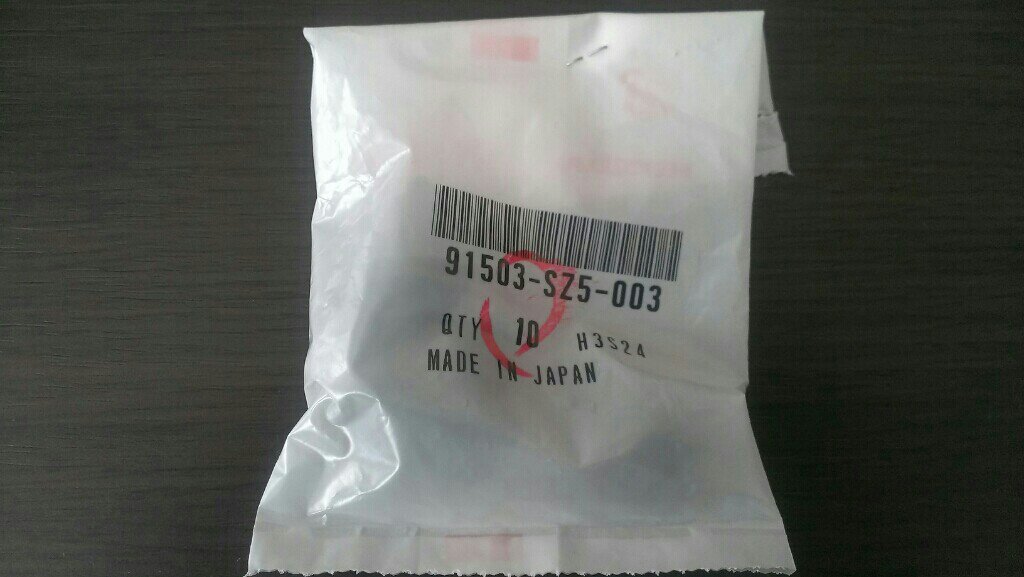 91503-SZ5-003
QTY 10 H3S24
MADE IN JAPAN